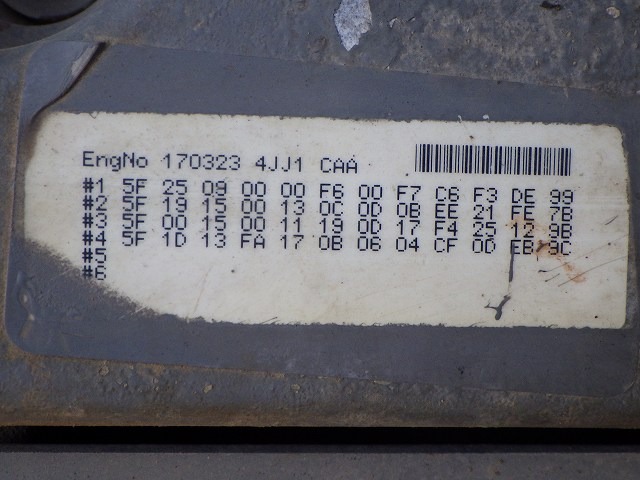 EngNo 170323 4JJ1 CAA
#1 5F 25 09 00 00 F6 00 F7 C6 F3 DE 99
#2 5F 19 15 00 13 0C 0D 0B EE 21 FE 7B
#3 5F 00 15 00 11 19 0D 17 F4 25 12 9B
#4 5F 1D 13 FA 17 0B 06 04 CF 0D EB 9C
#5
#6